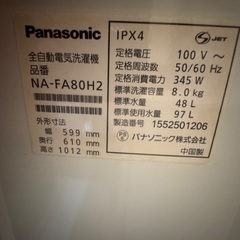 Panasonic
IPX4
S JET
全自動電気洗濯機
品番
NA-FA80H2
外形寸法
幅 599 mm
奥行 610 mm
高さ 1012 mm
定格電圧 100 V～
定格周波数 50/60 Hz
定格消費電力 345 W
標準洗濯容量 8.0 kg
標準水量 48 L
標準使用水量 97 L
製造番号 1552501206
パナソニック株式会社
中国製